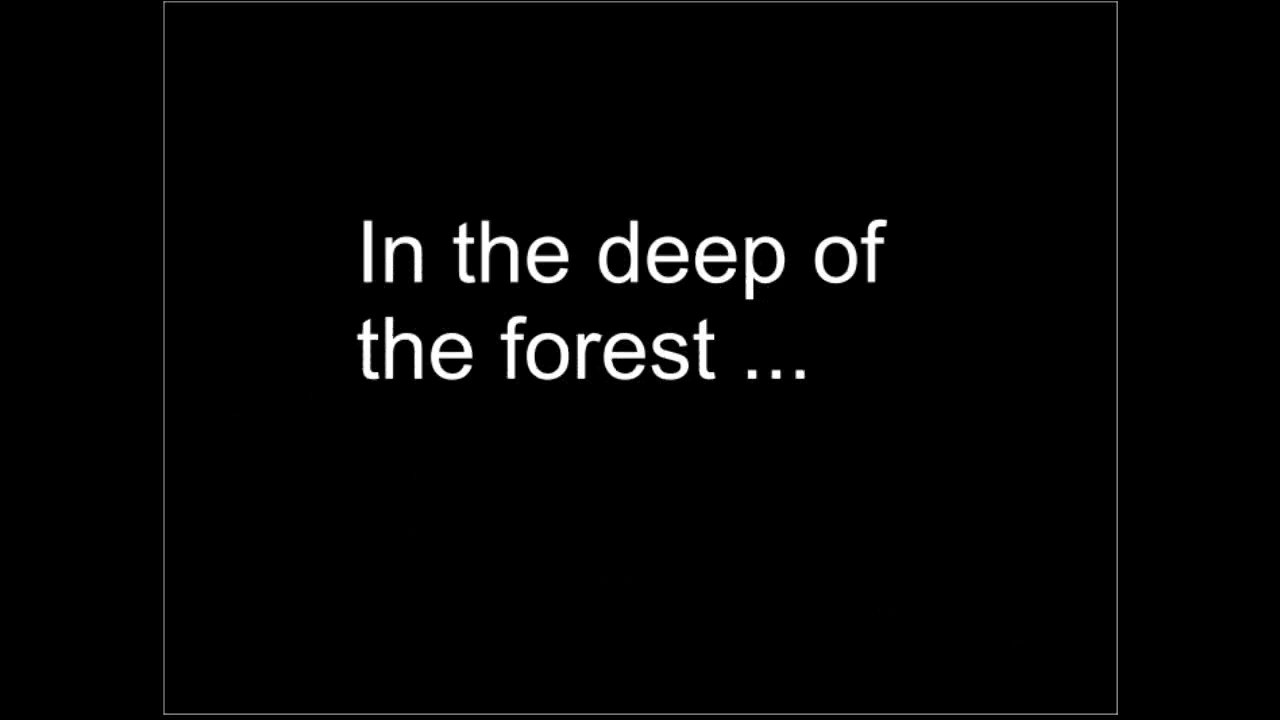 In the deep of
the forest ...